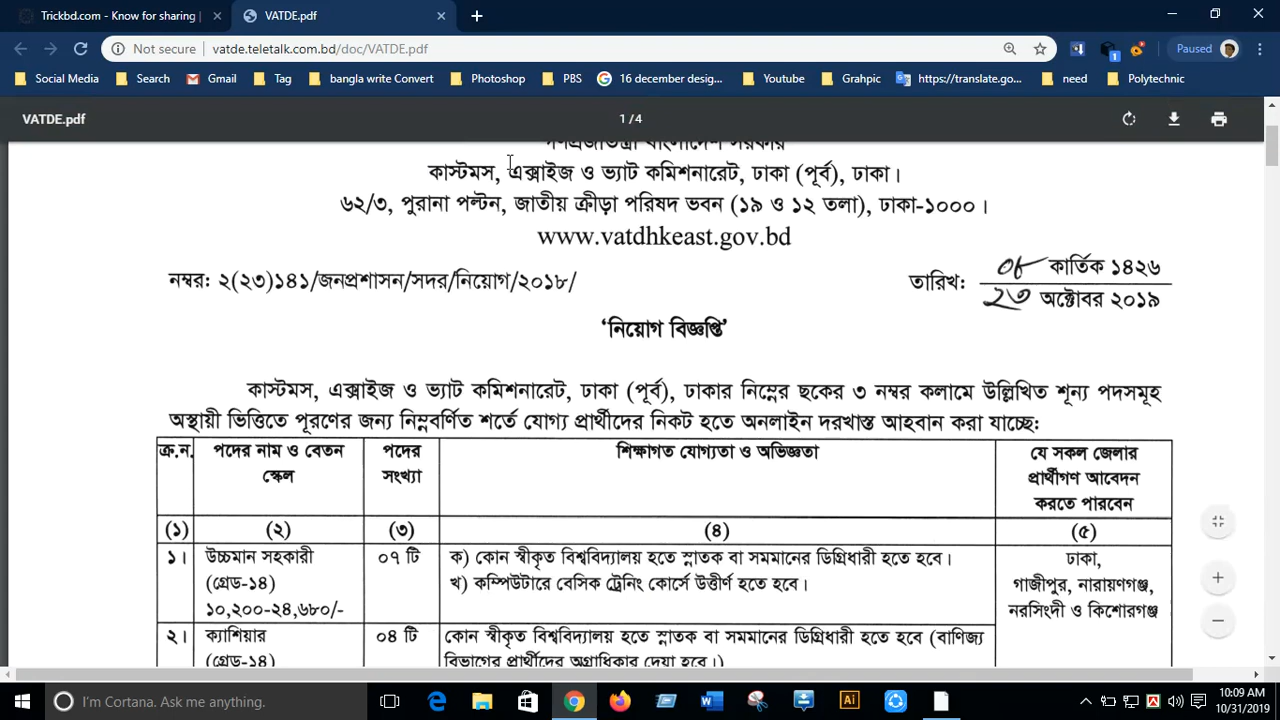 Trickbd.com - Know for sharing |
VATDE.pdf
Not secure | vatde.teletalk.com.bd/doc/VATDE.pdf
Paused
Social Media Search Gmail Tag bangla write Convert Photoshop PBS 16 december desig... Youtube Grahpic https://translate.go... need Polytechnic
VATDE.pdf 1 / 4
গণপ্রজাতন্ত্রী বাংলাদেশ সরকার
কাস্টমস, এক্সাইজ ও ভ্যাট কমিশনারেট, ঢাকা (পূর্ব), ঢাকা।
৬২/৩, পুরানা পল্টন, জাতীয় ক্রীড়া পরিষদ ভবন (১৯ ও ১২ তলা), ঢাকা-১০০০।
www.vatdhkeast.gov.bd
নম্বর: ২(২৩)১৪১/জনপ্রশাসন/সদর/নিয়োগ/২০১৮/
তারিখ: কার্তিক ১৪২৬
২৩ অক্টোবর ২০১৯
‘নিয়োগ বিজ্ঞপ্তি’
কাস্টমস, এক্সাইজ ও ভ্যাট কমিশনারেট, ঢাকা (পূর্ব), ঢাকার নিম্নের ছকের ৩ নম্বর কলামে উল্লিখিত শূন্য পদসমূহ
অস্থায়ী ভিত্তিতে পূরণের জন্য নিম্নবর্ণিত শর্তে যোগ্য প্রার্থীদের নিকট হতে অনলাইন দরখাস্ত আহবান করা যাচ্ছে:
ক্র.ন.
পদের নাম ও বেতন
স্কেল
পদের
সংখ্যা
শিক্ষাগত যোগ্যতা ও অভিজ্ঞতা
যে সকল জেলার
প্রার্থীগণ আবেদন
করতে পারবেন
(১) (২) (৩) (৪) (৫)
১।
উচ্চমান সহকারী
(গ্রেড-১৪)
১০,২০০-২৪,৬৮০/-
০৭ টি
ক) কোন স্বীকৃত বিশ্ববিদ্যালয় হতে স্নাতক বা সমমানের ডিগ্রিধারী হতে হবে।
খ) কম্পিউটারে বেসিক ট্রেনিং কোর্সে উত্তীর্ণ হতে হবে।
ঢাকা,
গাজীপুর, নারায়ণগঞ্জ,
নরসিংদী ও কিশোরগঞ্জ
২।
ক্যাশিয়ার
(গ্রেড-১৪)
০৪ টি
কোন স্বীকৃত বিশ্ববিদ্যালয় হতে স্নাতক বা সমমানের ডিগ্রিধারী হতে হবে (বাণিজ্য
বিভাগের প্রার্থীদের অগ্রাধিকার দেয়া হবে।)
I'm Cortana. Ask me anything.
10:09 AM
10/31/2019